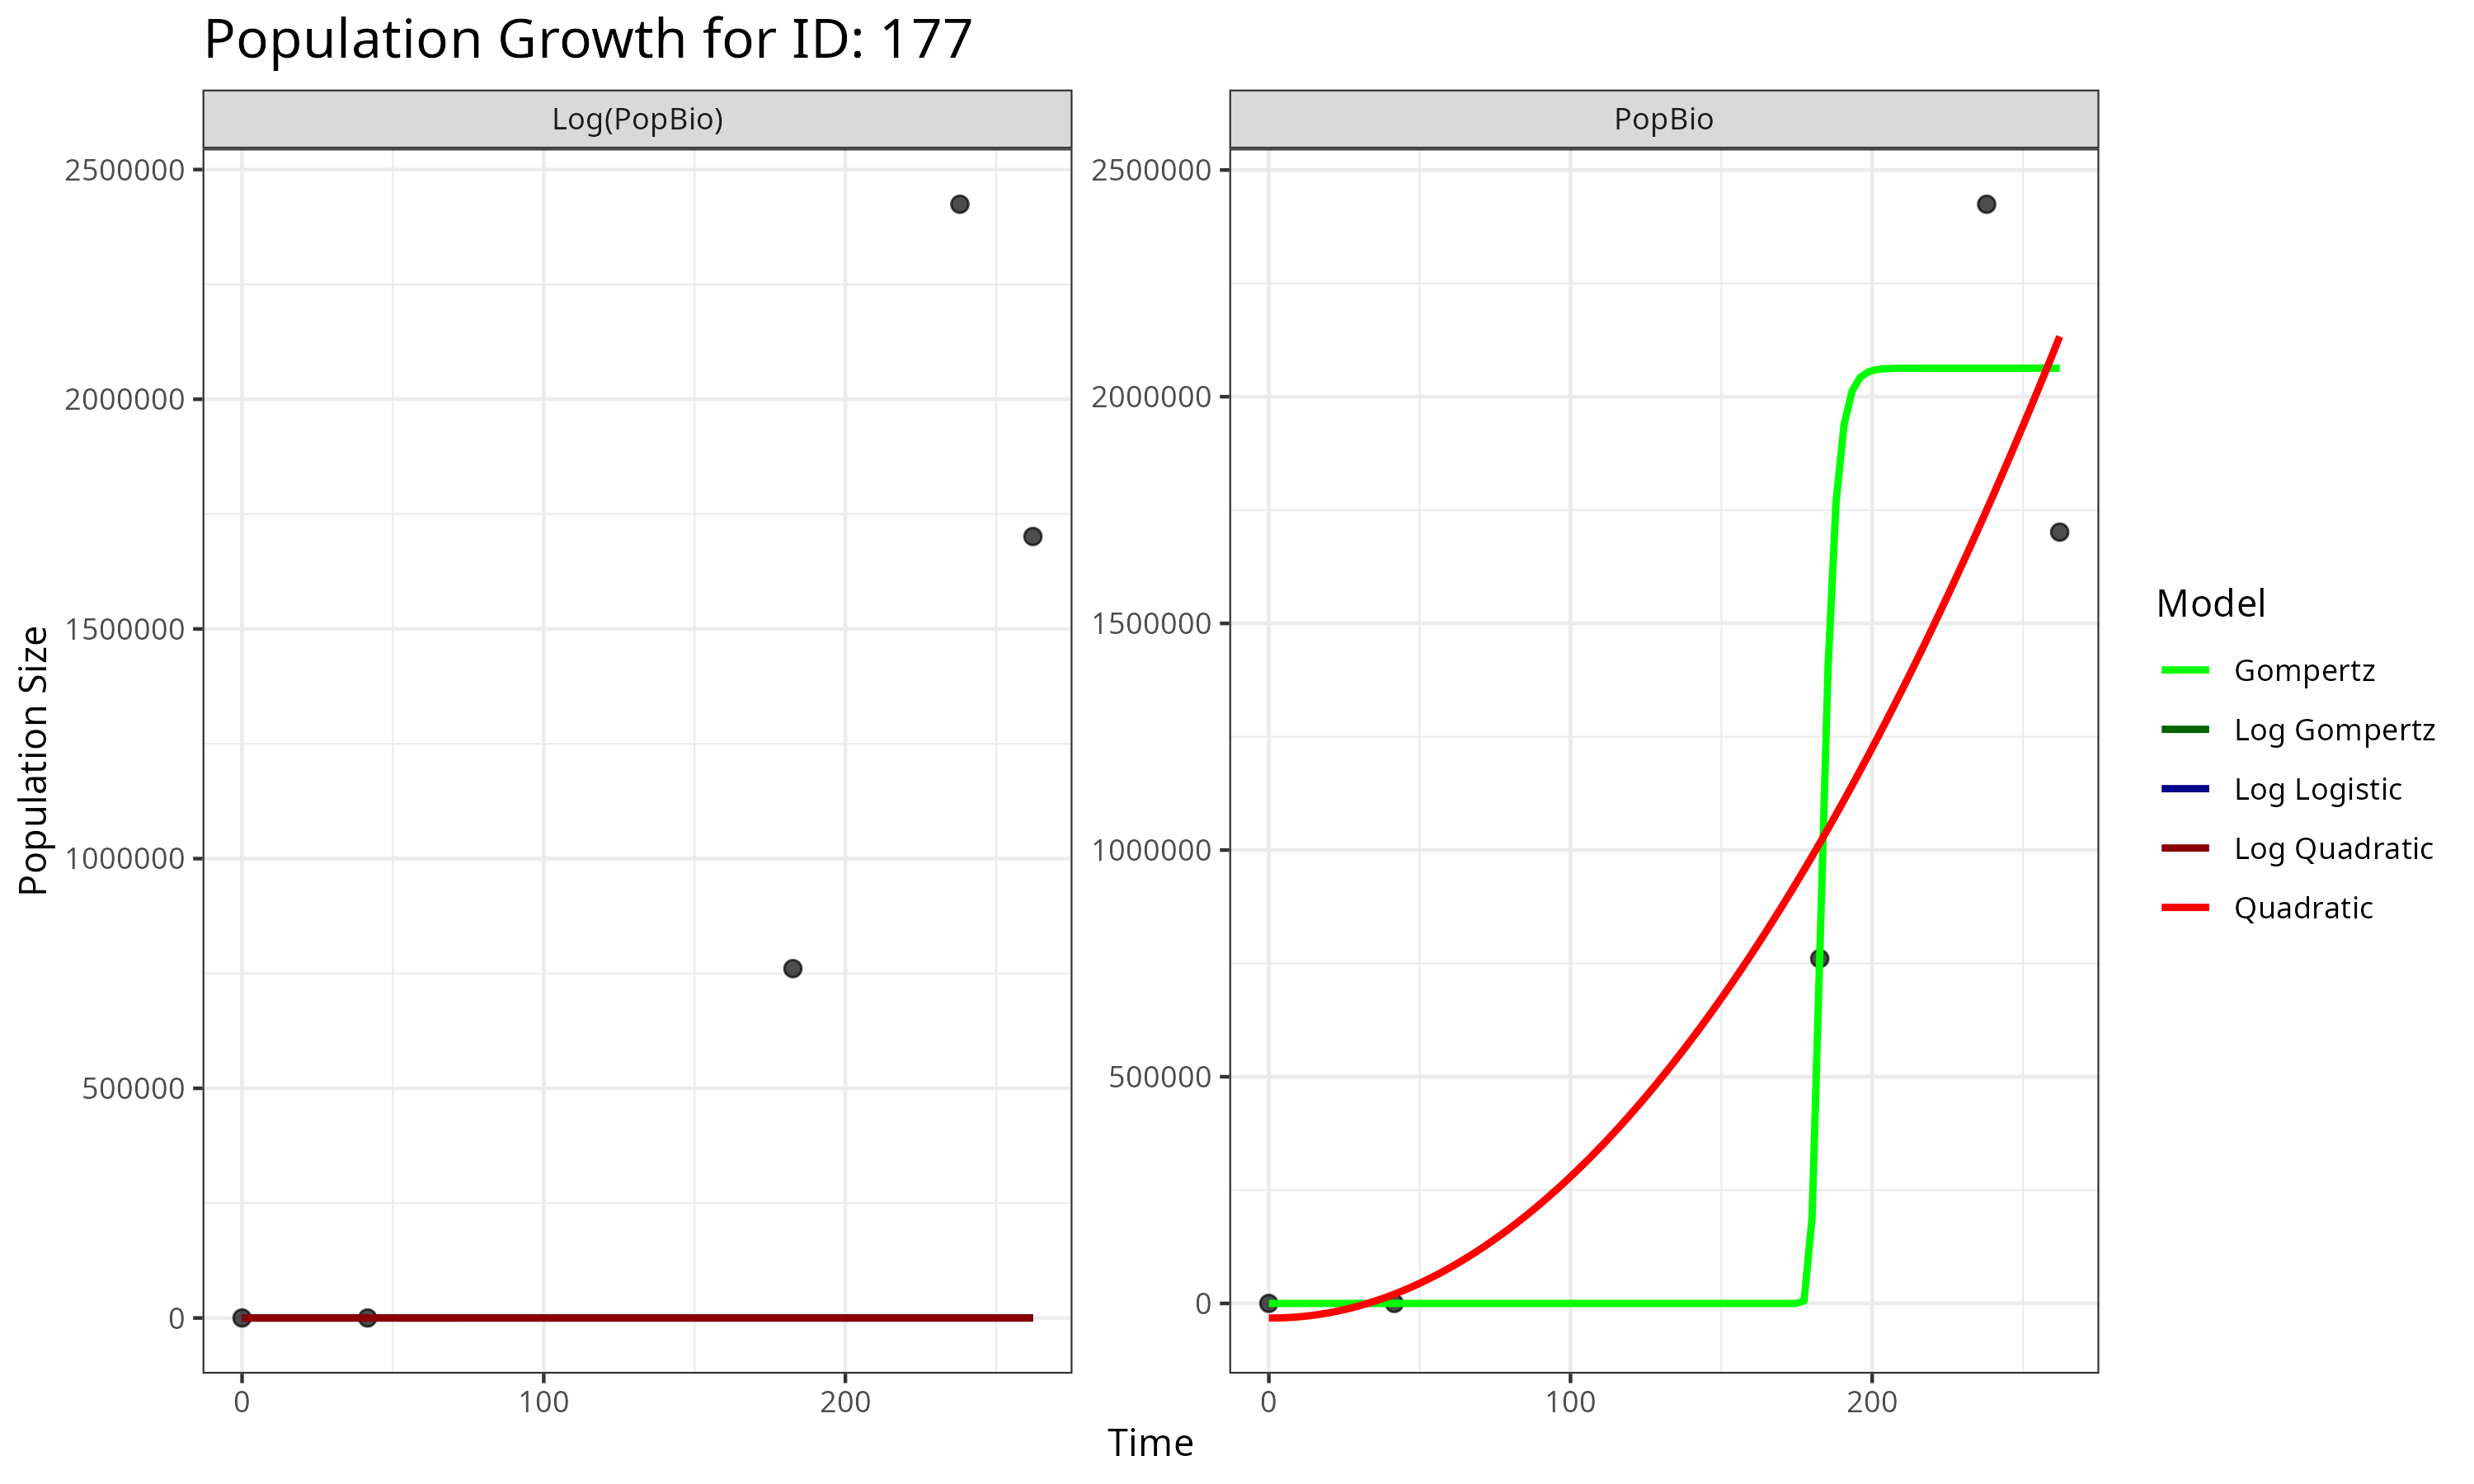 Population Growth for ID: 177
Log(PopBio)
PopBio
Population Size
2500000
2000000
1500000
1000000
500000
0
2500000
2000000
1500000
1000000
500000
0
0 100 200
0 100 200
Time
Model
Gompertz
Log Gompertz
Log Logistic
Log Quadratic
Quadratic